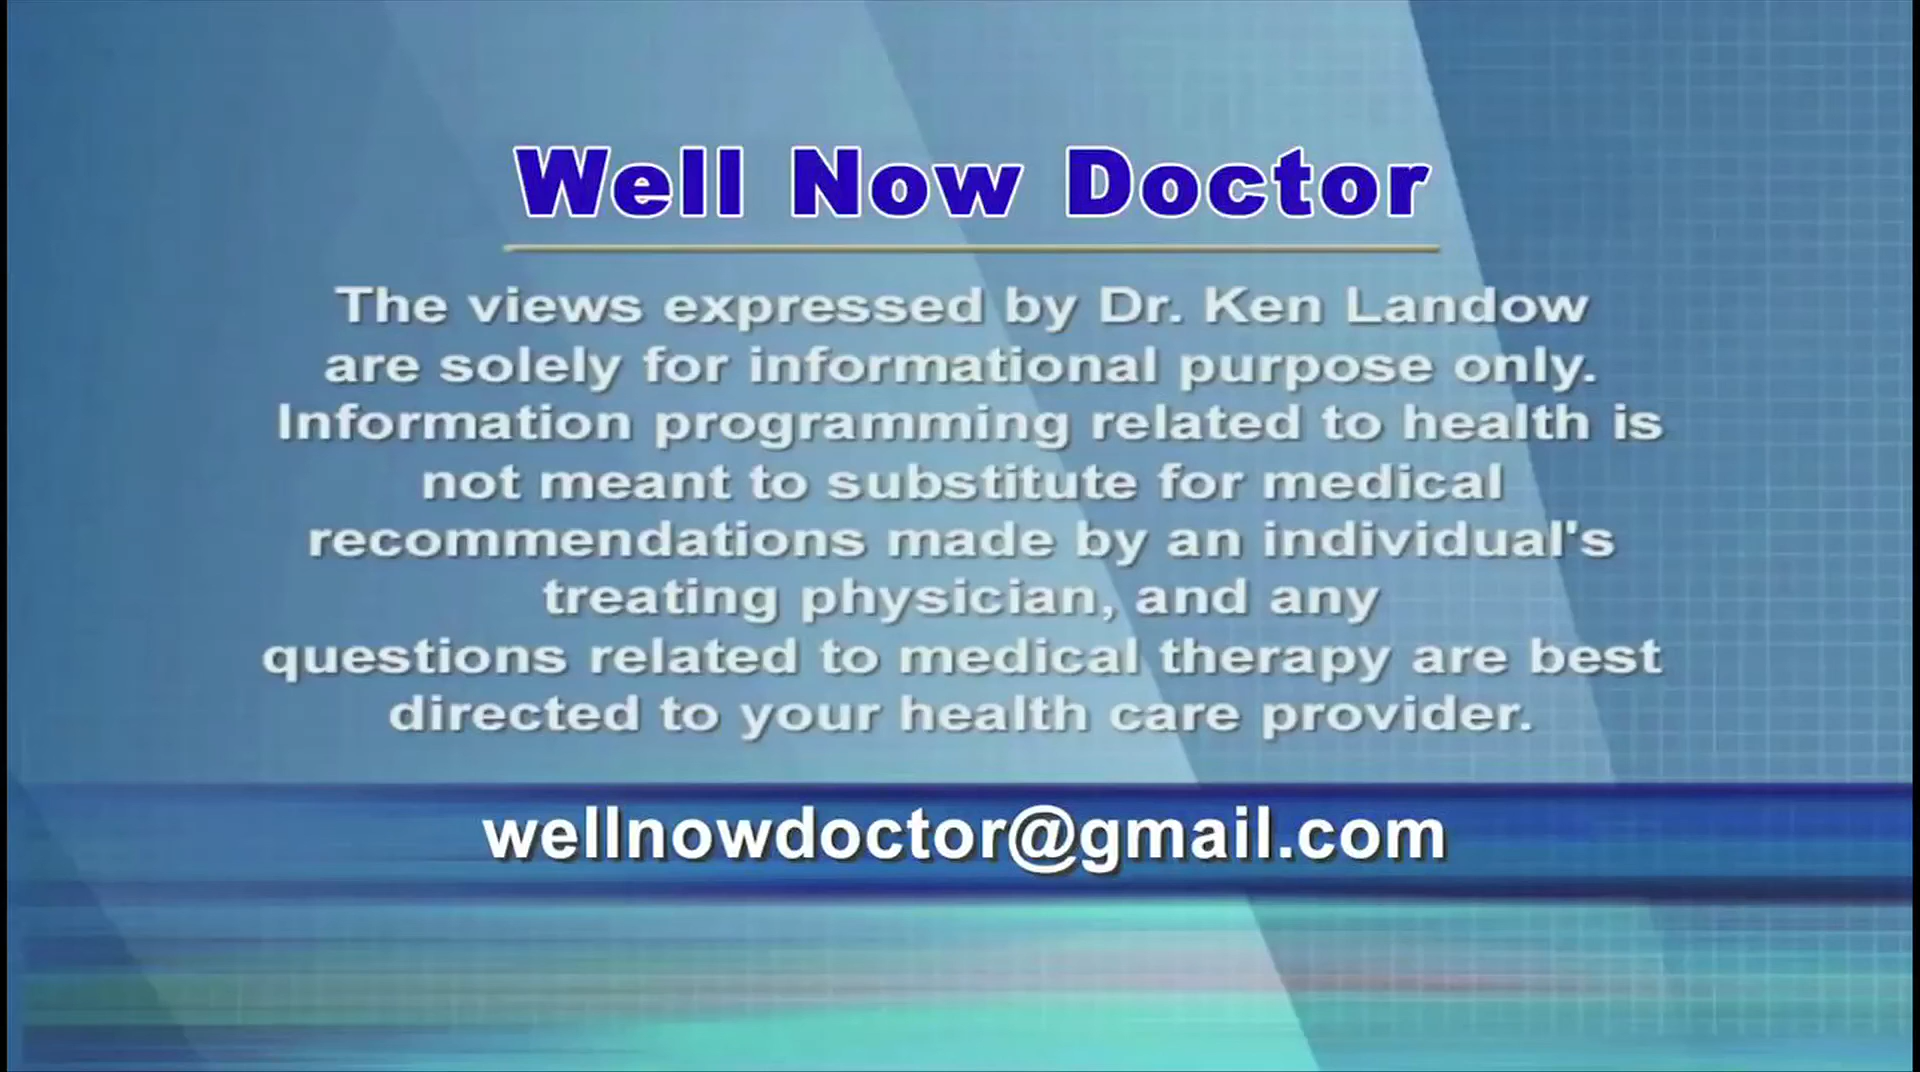 Well Now Doctor
The views expressed by Dr. Ken Landow
are solely for informational purpose only.
Information programming related to health is
not meant to substitute for medical
recommendations made by an individual's
treating physician, and any
questions related to medical therapy are best
directed to your health care provider.
wellnowdoctor@gmail.com